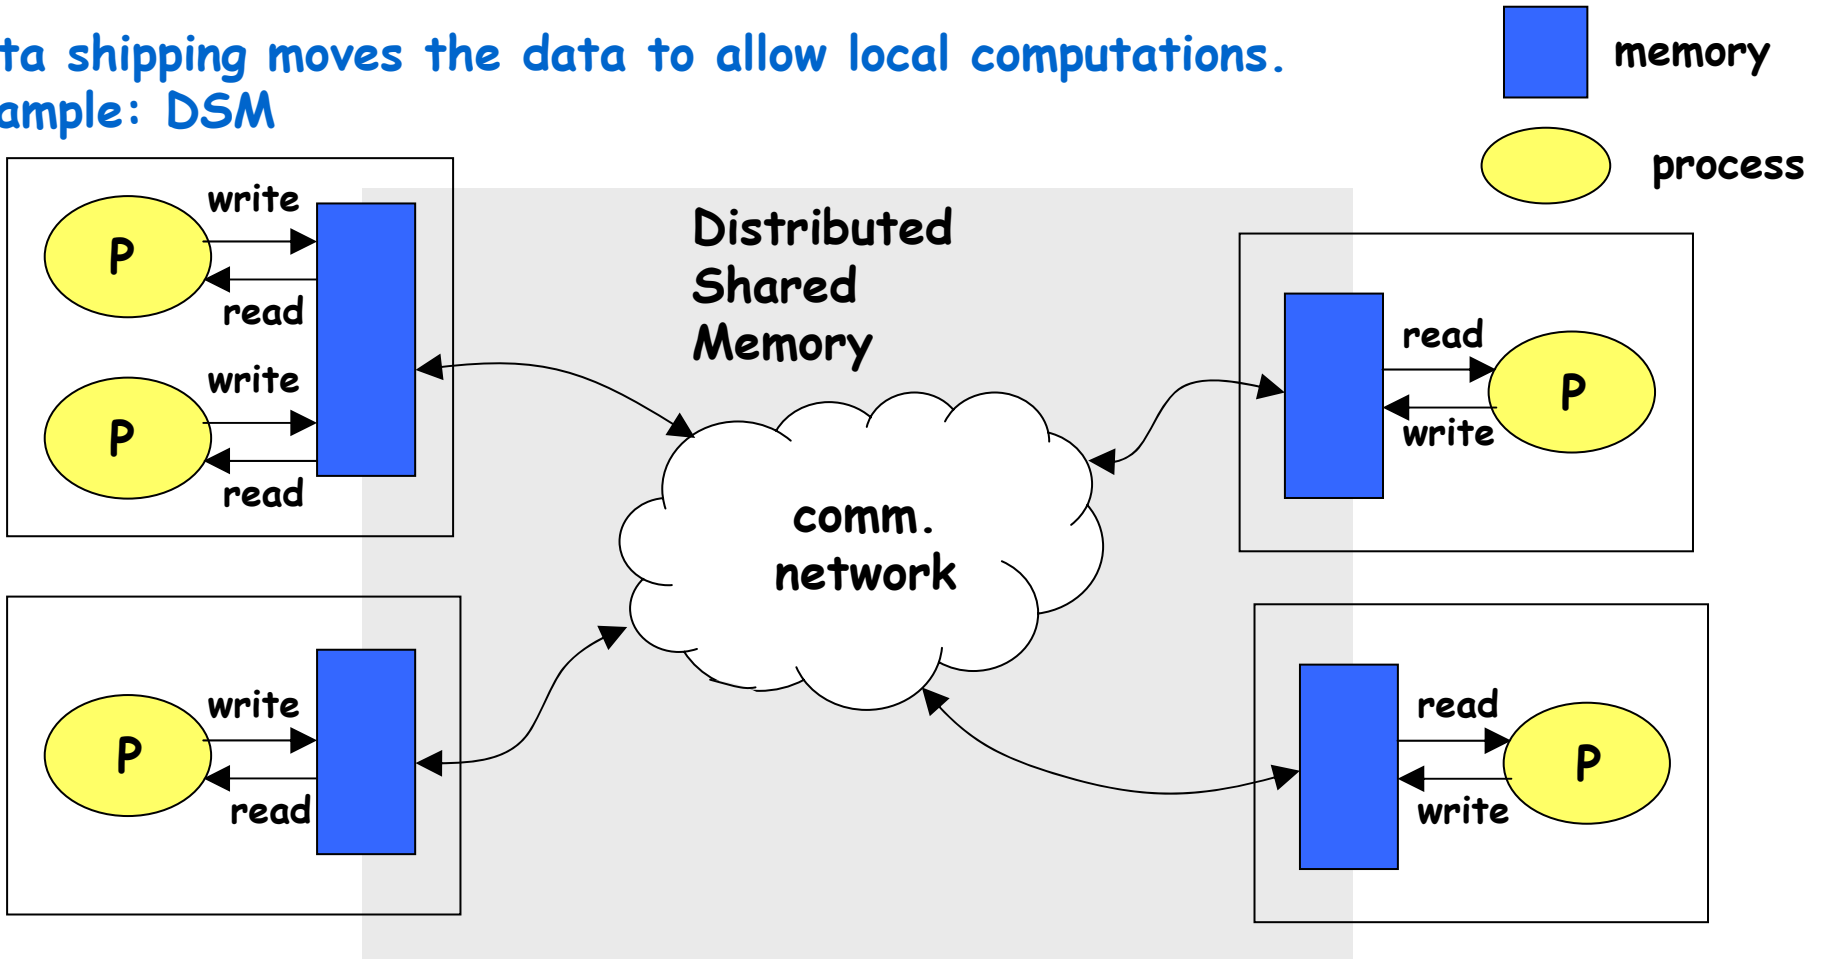 ta shipping moves the data to allow local computations.
ample: DSM
memory
process
Distributed
Shared
Memory
write
P
read
write
P
read
read
P
write
comm.
network
write
P
read
read
P
write